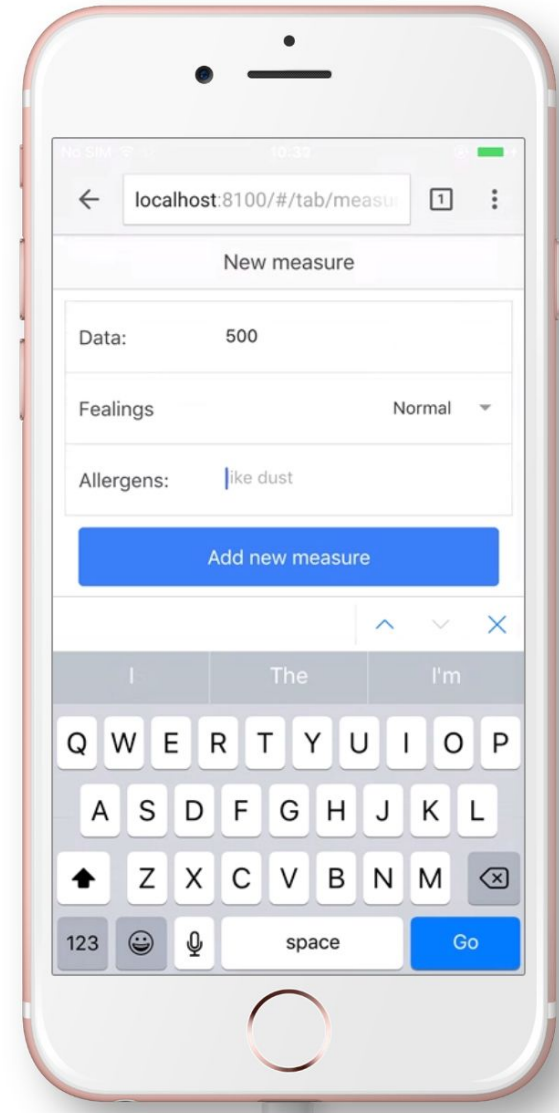 No SIM 10:32
localhost:8100/#/tab/measu 1
New measure
Data: 500
Fealings Normal
Allergens: like dust
Add new measure
I The I'm
Q W E R T Y U I O P
A S D F G H J K L
Z X C V B N M
123 space Go